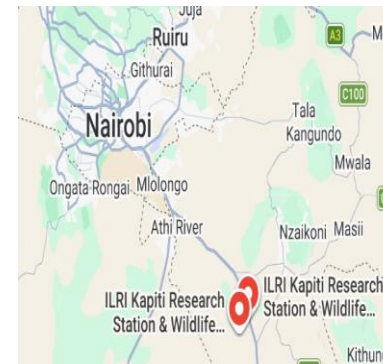 Juja
Ruiru
A3
Githurai
C100
Nairobi
Tala
Kangundo
Mwala
Ongata Rongai
Mlolongo
Athi River
Nzaikoni
Masii
ILRI Kapiti Research
Station & Wildlife...
ILRI Kapiti Research
Station & Wildlife...
Kithun